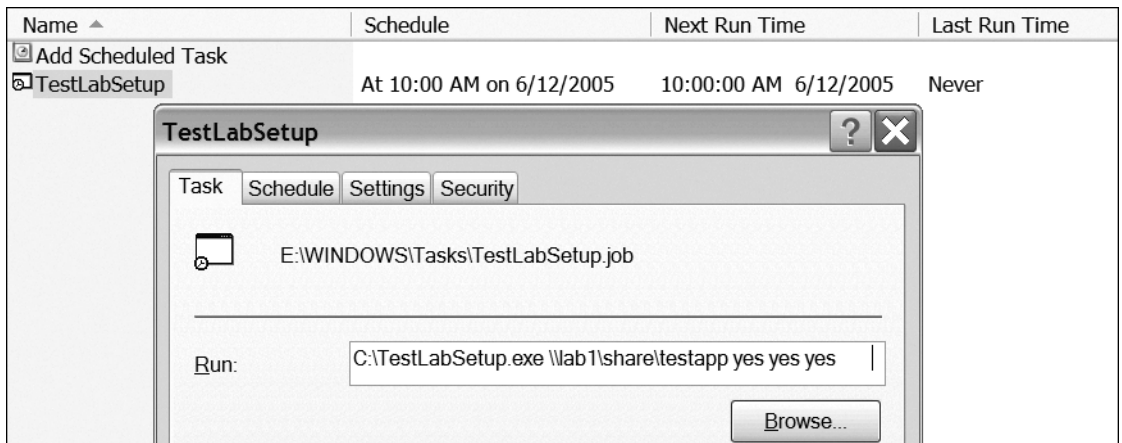 Name Schedule Next Run Time Last Run Time
Add Scheduled Task
TestLabSetup At 10:00 AM on 6/12/2005 10:00:00 AM 6/12/2005 Never
TestLabSetup ?
Task Schedule Settings Security
E:\WINDOWS\Tasks\TestLabSetup.job
Run: C:\TestLabSetup.exe \\lab1\share\testapp yes yes yes
Browse...